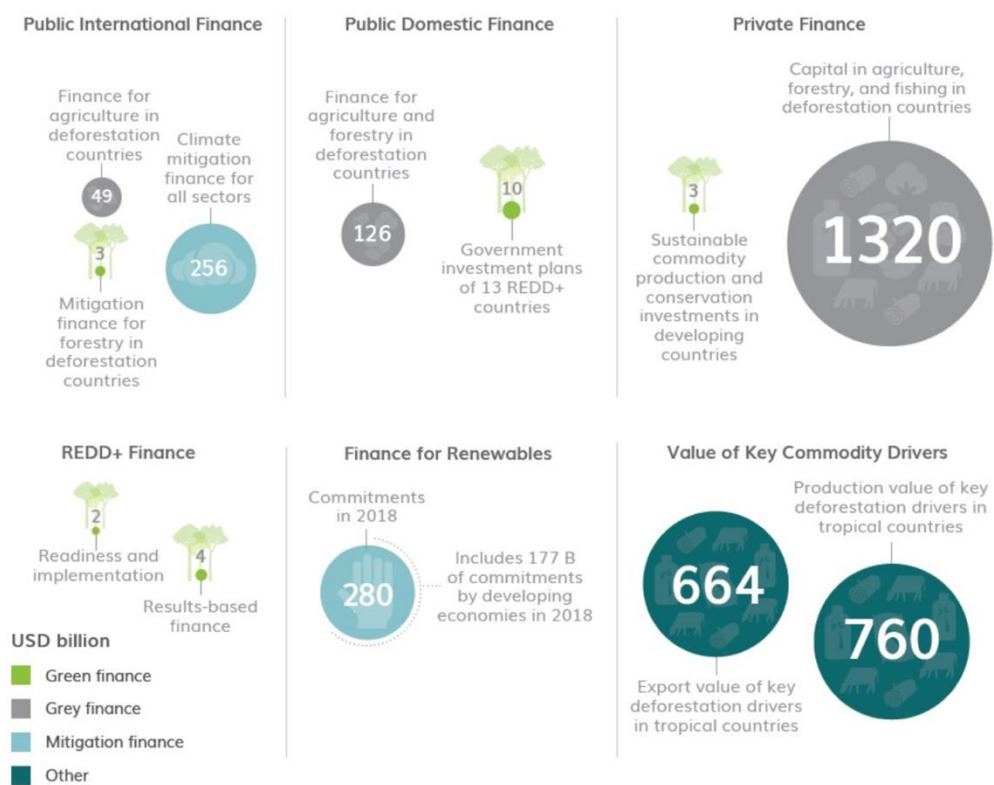 Public International Finance
Finance for
agriculture in
deforestation
countries
49
Climate
mitigation
finance for
all sectors
256
3
Mitigation
finance for
forestry in
deforestation
countries
Public Domestic Finance
Finance for
agriculture and
forestry in
deforestation
countries
126
10
Government
investment plans
of 13 REDD+
countries
Private Finance
Capital in agriculture,
forestry, and fishing in
deforestation countries
1320
3
Sustainable
commodity
production and
conservation
investments in
developing
countries
REDD+ Finance
2
Readiness and
implementation
4
Results-based
finance
Finance for Renewables
Commitments
in 2018
280
Includes 177 B
of commitments
by developing
economies in 2018
Value of Key Commodity Drivers
664
Export value of key
deforestation drivers
in tropical countries
Production value of key
deforestation drivers in
tropical countries
760
USD billion
Green finance
Grey finance
Mitigation finance
Other